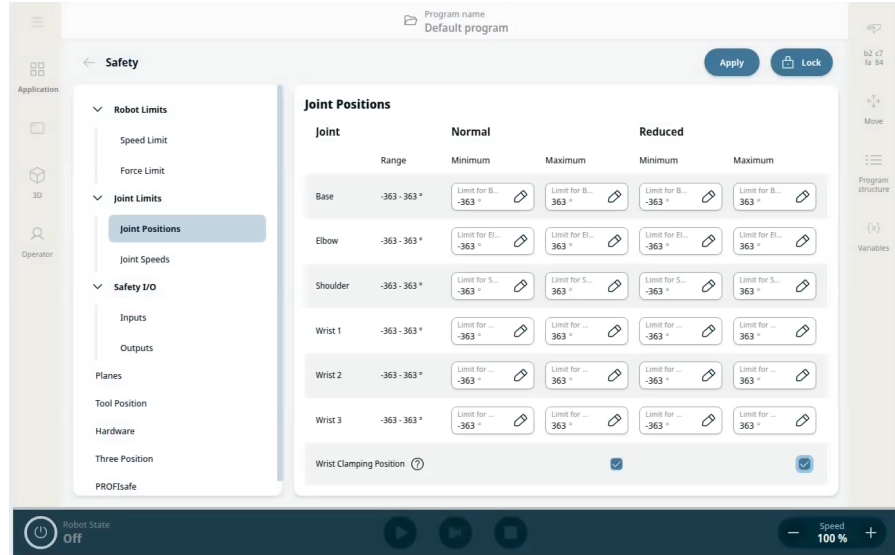 Program name
Default program
Safety
Apply
Lock
b2 c7
fa 84
Application
3D
Operator
Move
Program
structure
Variables
Robot Limits
Speed Limit
Force Limit
Joint Limits
Joint Positions
Joint Speeds
Safety I/O
Inputs
Outputs
Planes
Tool Position
Hardware
Three Position
PROFIsafe
Joint Positions
Joint Normal Reduced
Range Minimum Maximum Minimum Maximum
Limit for B... Limit for B... Limit for B... Limit for B...
Base -363 - 363 ° -363 ° 363 ° -363 ° 363 °
Limit for El... Limit for El... Limit for El... Limit for El...
Elbow -363 - 363 ° -363 ° 363 ° -363 ° 363 °
Limit for S... Limit for S... Limit for S... Limit for S...
Shoulder -363 - 363 ° -363 ° 363 ° -363 ° 363 °
Limit for ... Limit for ... Limit for ... Limit for ...
Wrist 1 -363 - 363 ° -363 ° 363 ° -363 ° 363 °
Limit for ... Limit for ... Limit for ... Limit for ...
Wrist 2 -363 - 363 ° -363 ° 363 ° -363 ° 363 °
Limit for ... Limit for ... Limit for ... Limit for ...
Wrist 3 -363 - 363 ° -363 ° 363 ° -363 ° 363 °
Wrist Clamping Position ?
Robot State
Off
Speed
100 %